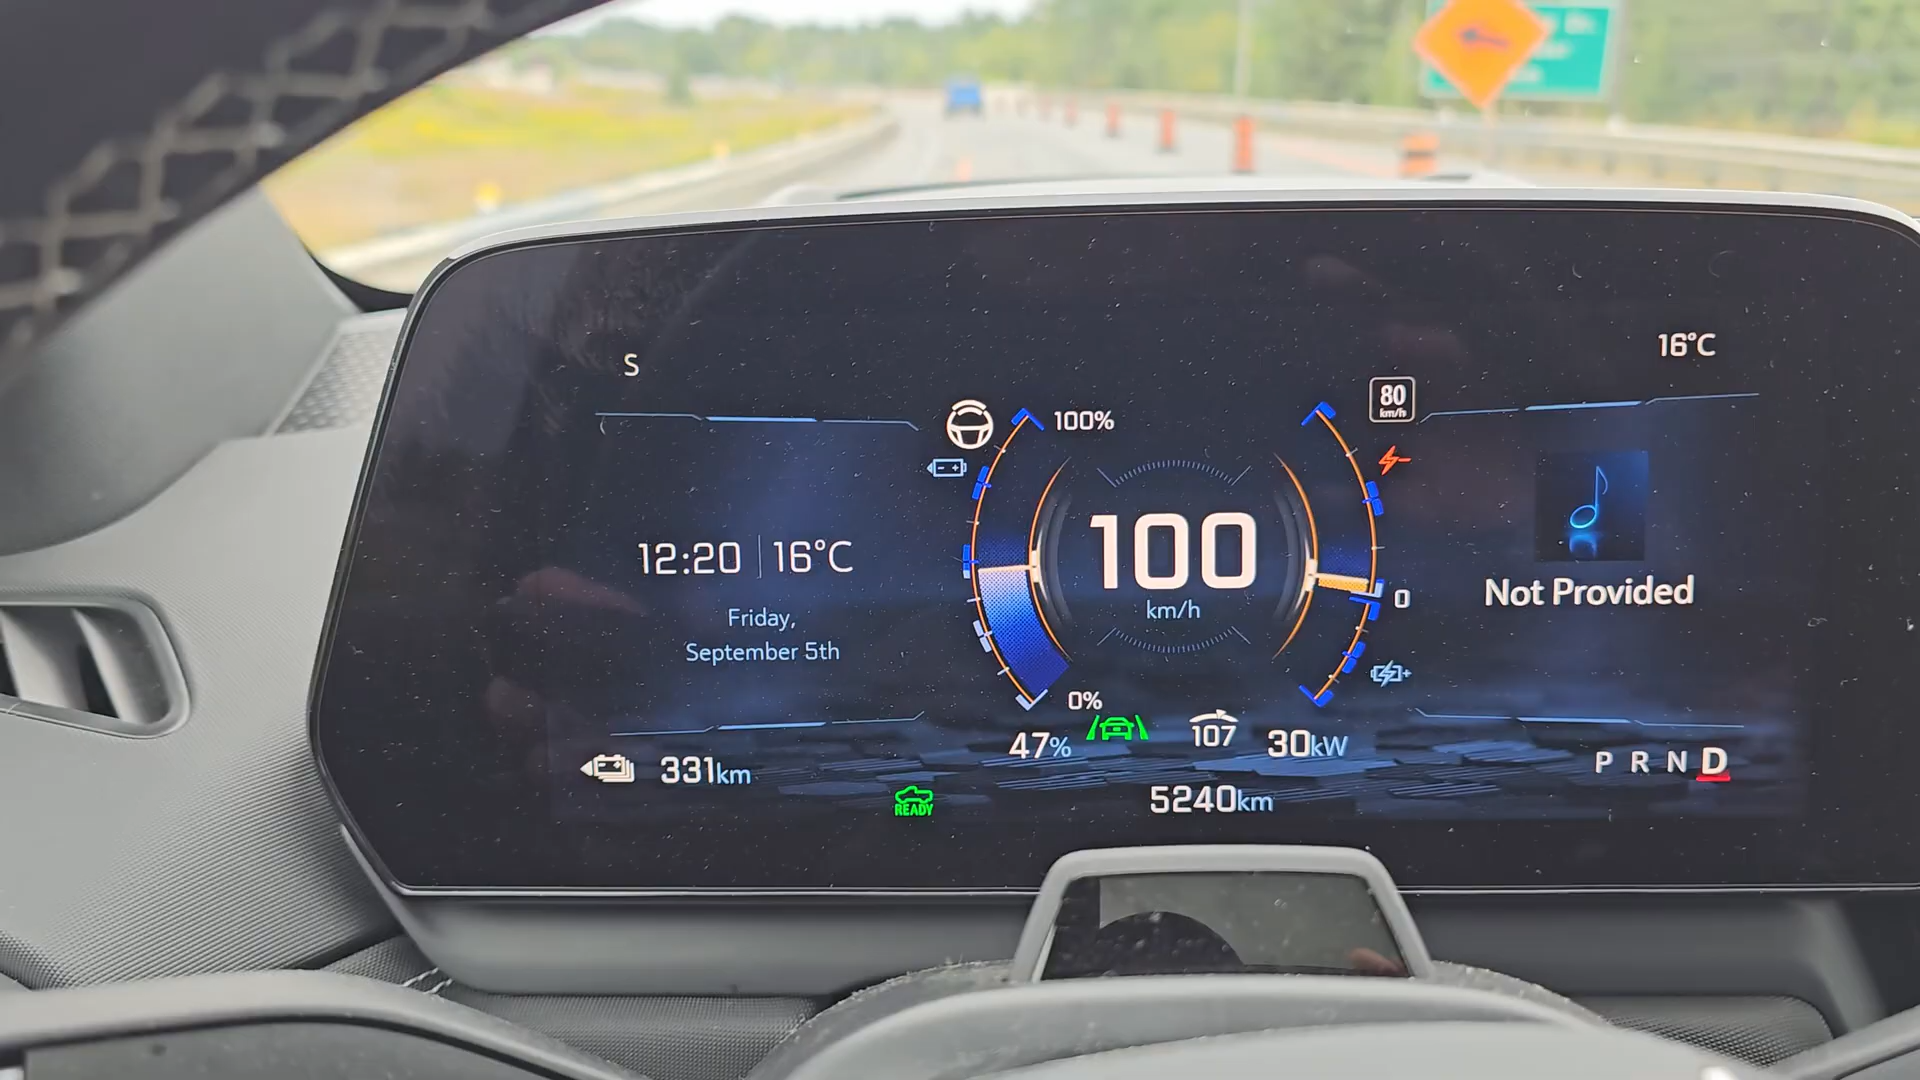 S
16°C
80
km/h
100%
12:20 16°C
100
km/h
0
Not Provided
Friday,
September 5th
0%
47%
107
30kW
331km
P R N D
READY
5240km